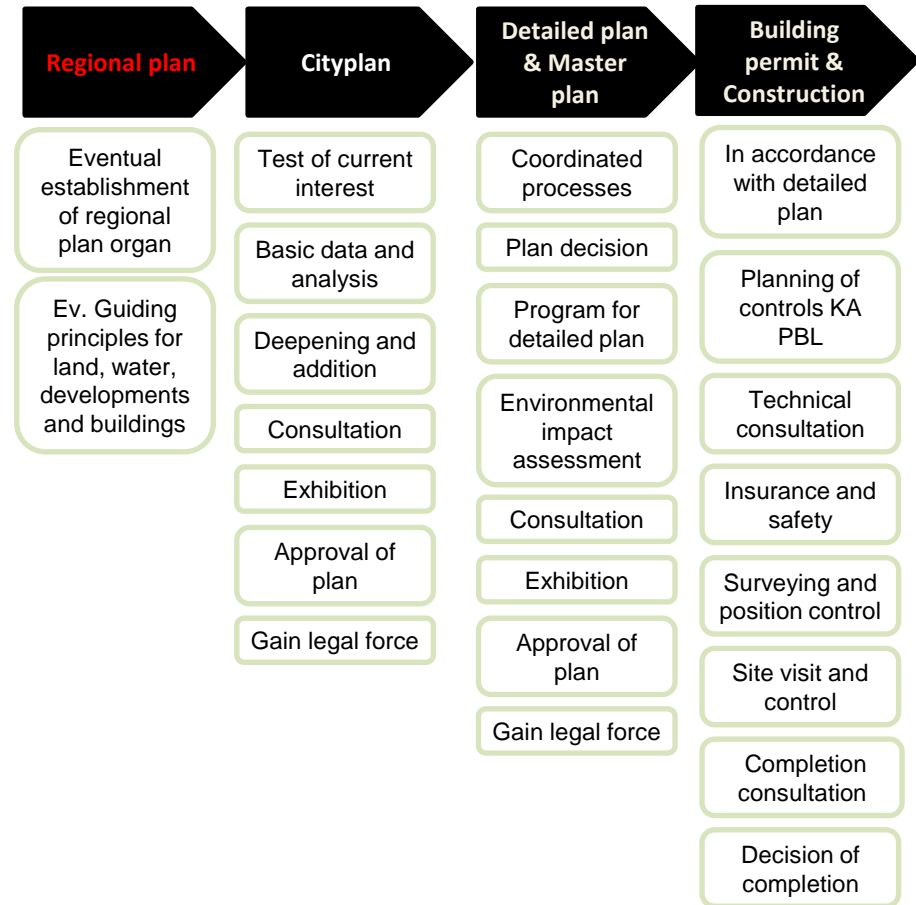 Regional plan
Cityplan
Detailed plan
& Master
plan
Building
permit &
Construction
Eventual
establishment
of regional
plan organ
Ev. Guiding
principles for
land, water,
developments
and buildings
Test of current
interest
Basic data and
analysis
Deepening and
addition
Consultation
Exhibition
Approval of
plan
Gain legal force
Coordinated
processes
Plan decision
Program for
detailed plan
Environmental
impact
assessment
Consultation
Exhibition
Approval of
plan
Gain legal force
In accordance
with detailed
plan
Planning of
controls KA
PBL
Technical
consultation
Insurance and
safety
Surveying and
position control
Site visit and
control
Completion
consultation
Decision of
completion